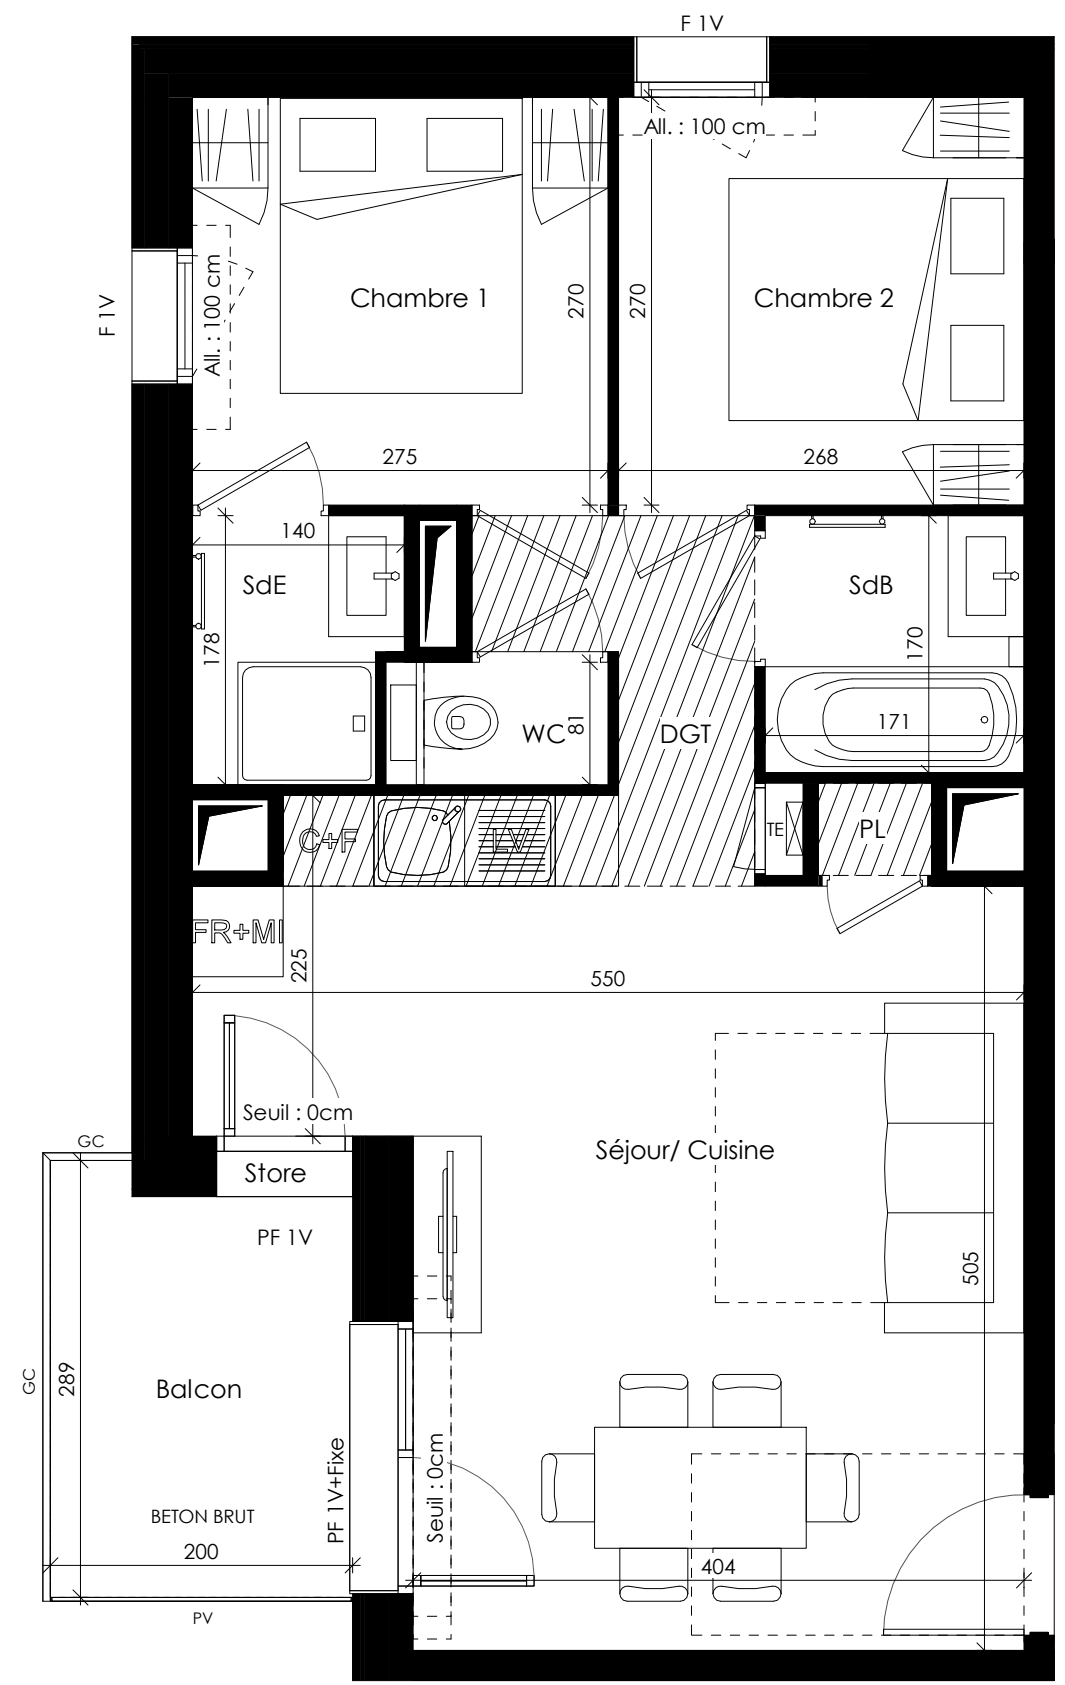 F 1V
All. : 100 cm
F 1V
All. : 100 cm
Chambre 1
270
270
Chambre 2
275
268
140
SdE
178
SdB
170
WC
81
DGT
171
C+F
LV
TE
PL
FR+MI
225
550
Seuil : 0cm
GC
Store
Séjour/ Cuisine
PF 1V
505
GC
289
Balcon
PF 1V+Fixe
Seuil : 0cm
BETON BRUT
200
404
PV